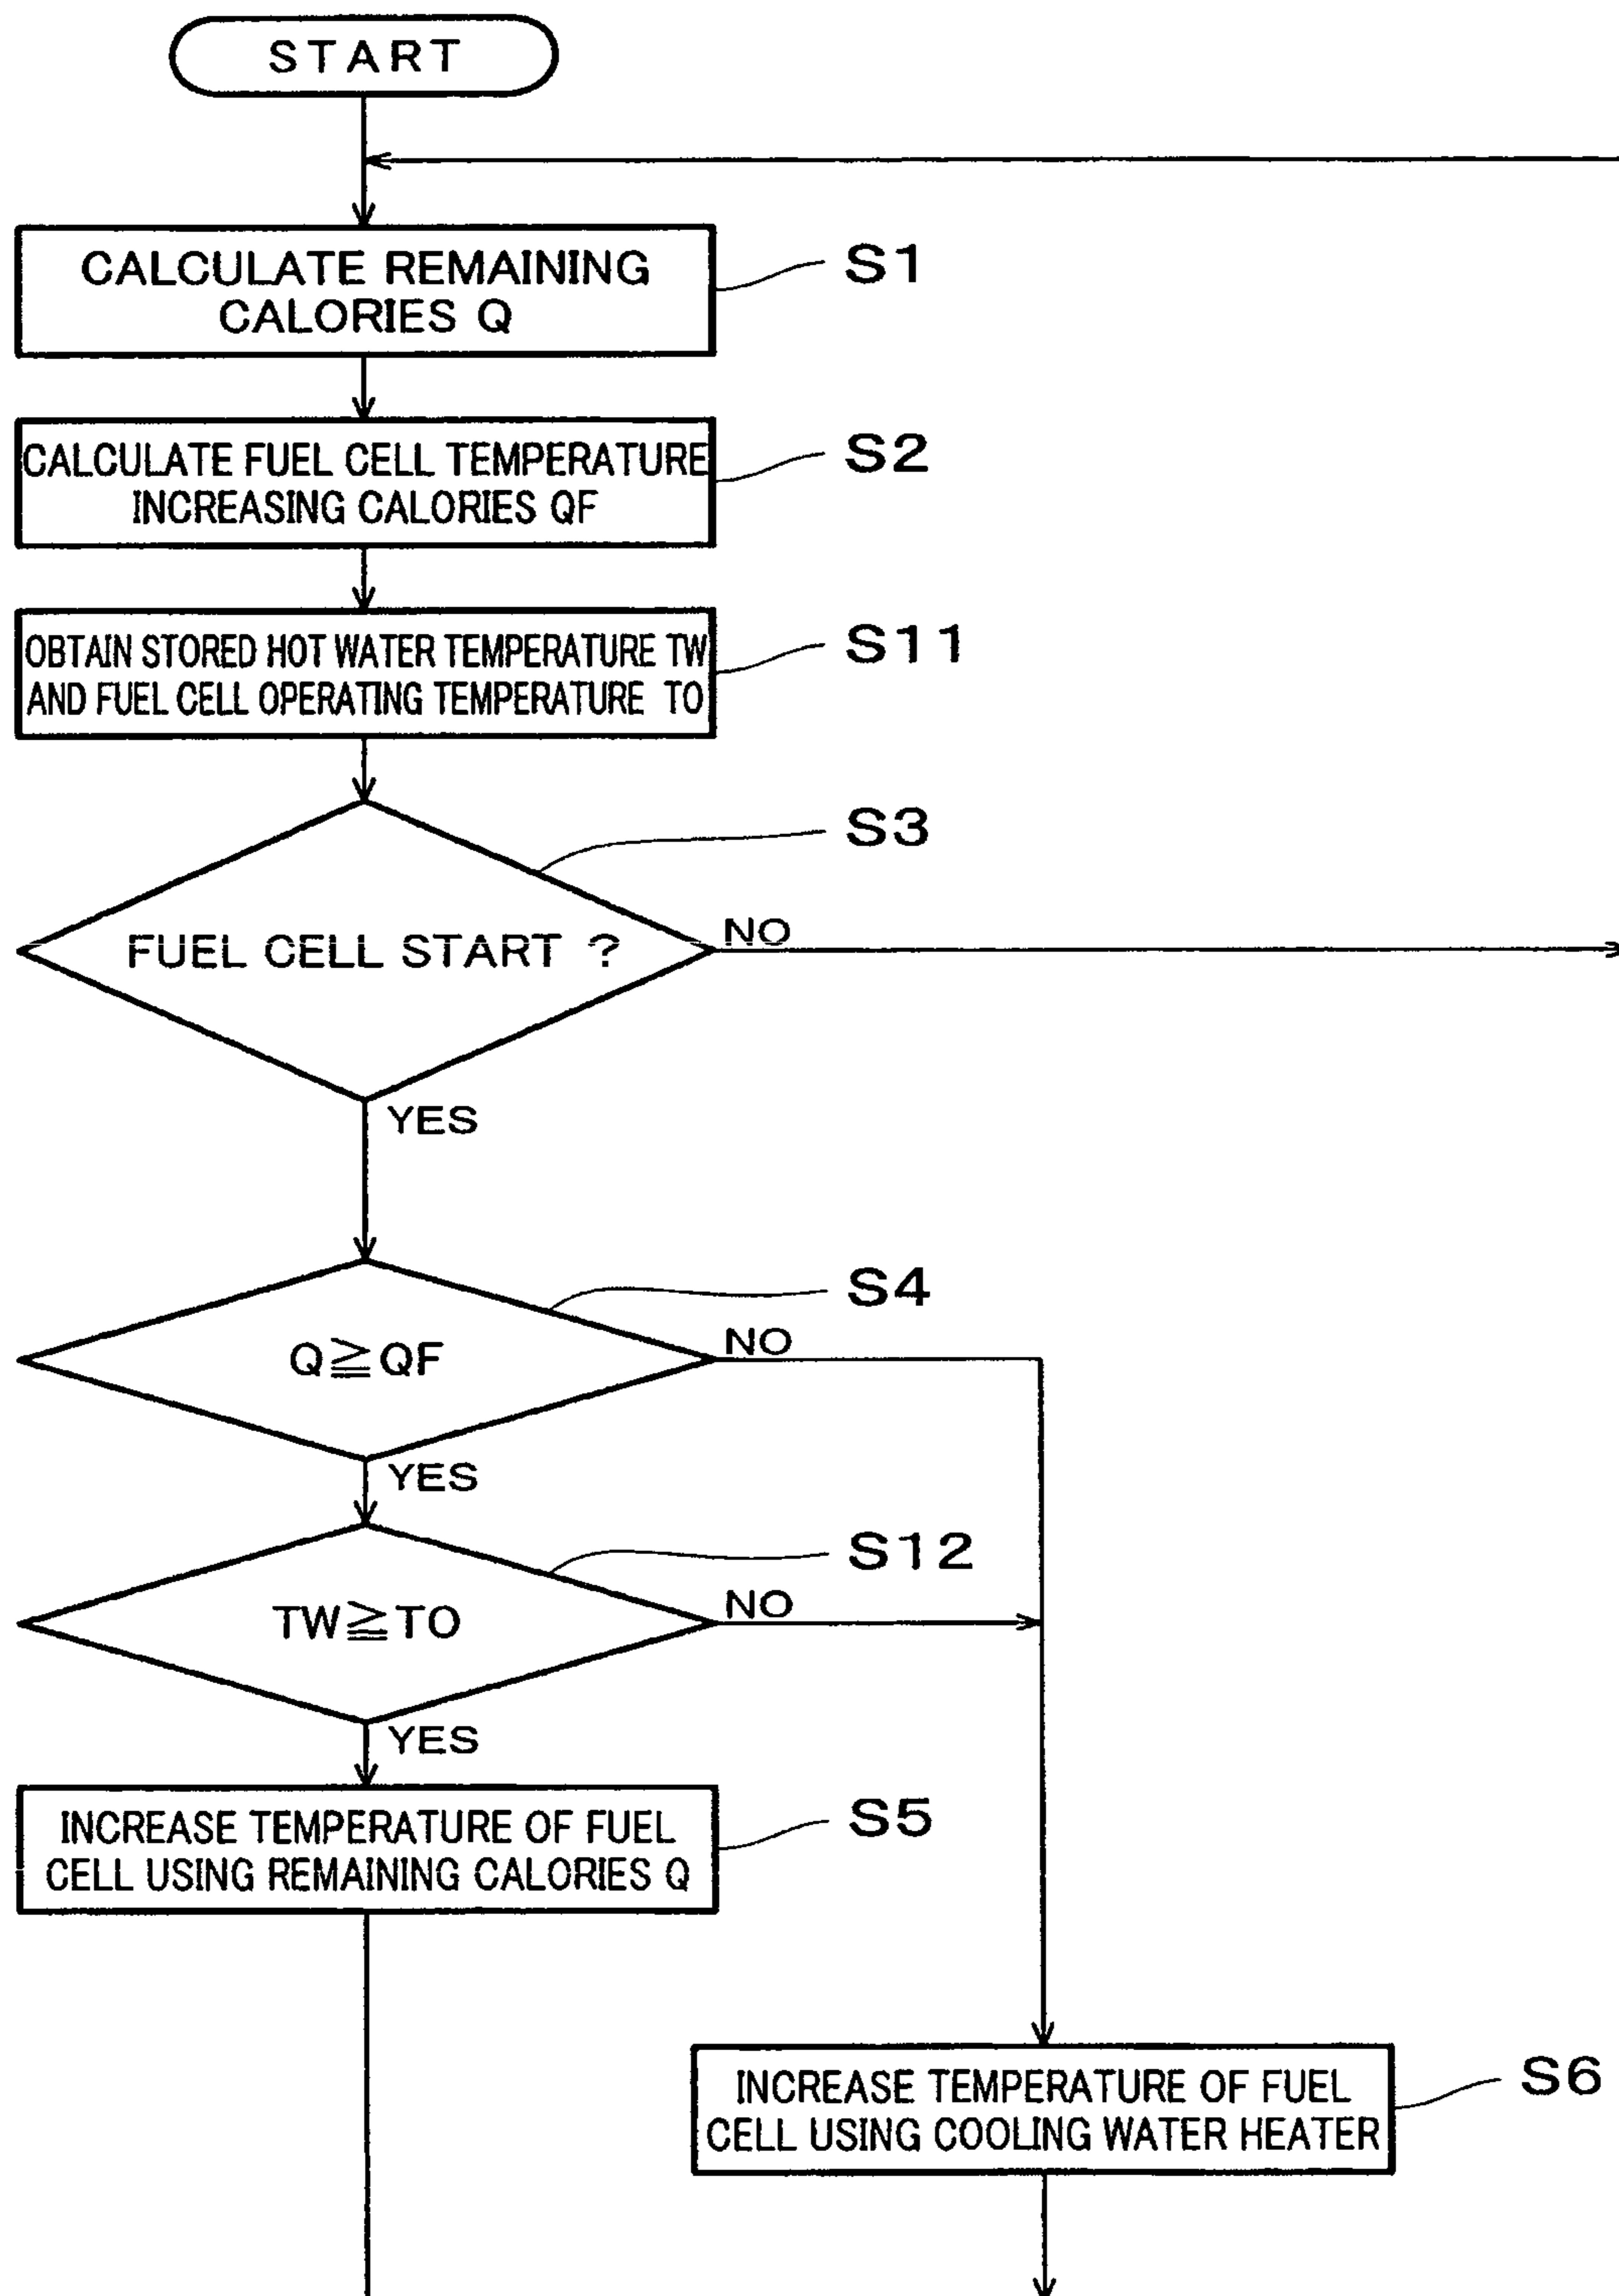 START
CALCULATE REMAINING
CALORIES Q
S1
CALCULATE FUEL CELL TEMPERATURE
INCREASING CALORIES QF
S2
OBTAIN STORED HOT WATER TEMPERATURE TW
AND FUEL CELL OPERATING TEMPERATURE TO
S11
S3
FUEL CELL START ?
NO
YES
S4
Q≧QF
NO
YES
S12
TW≧TO
NO
YES
INCREASE TEMPERATURE OF FUEL
CELL USING REMAINING CALORIES Q
S5
INCREASE TEMPERATURE OF FUEL
CELL USING COOLING WATER HEATER
S6